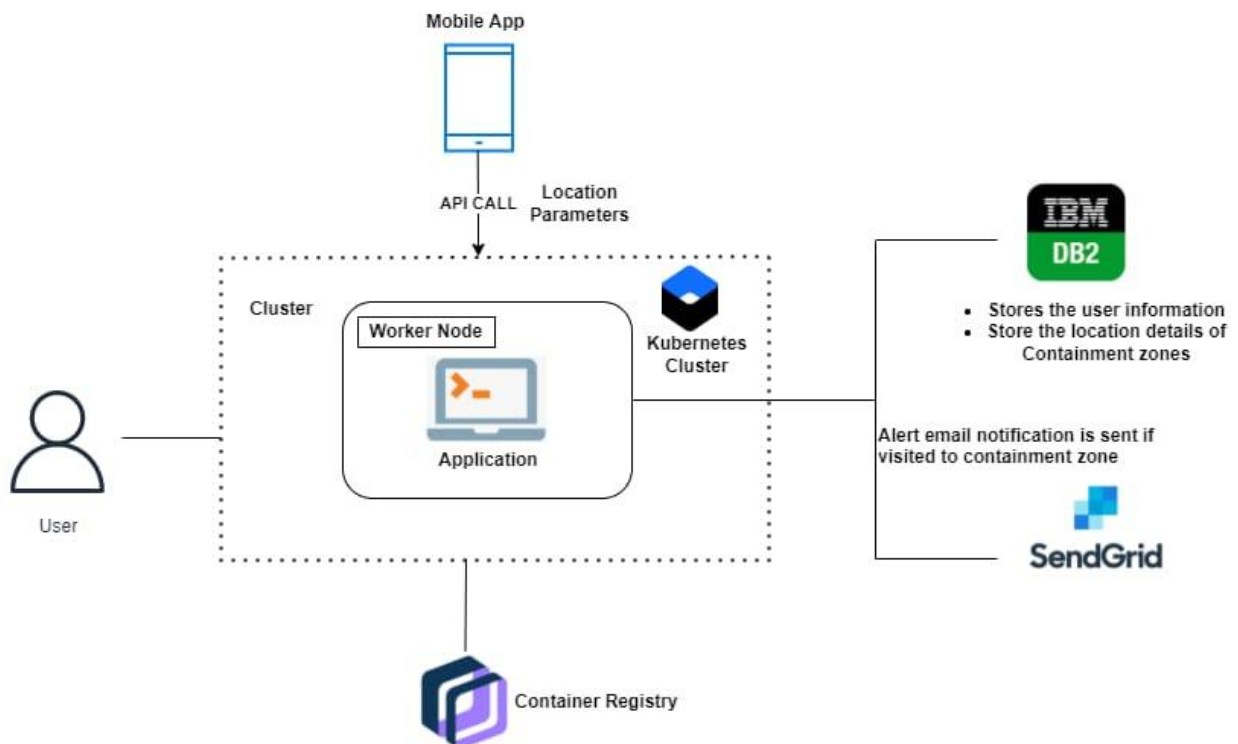 Mobile App
API CALL
Location
Parameters
IBM
DB2
• Stores the user information
• Store the location details of
Containment zones
Cluster
Worker Node
Kubernetes
Cluster
Application
User
Alert email notification is sent if
visited to containment zone
SendGrid
Container Registry